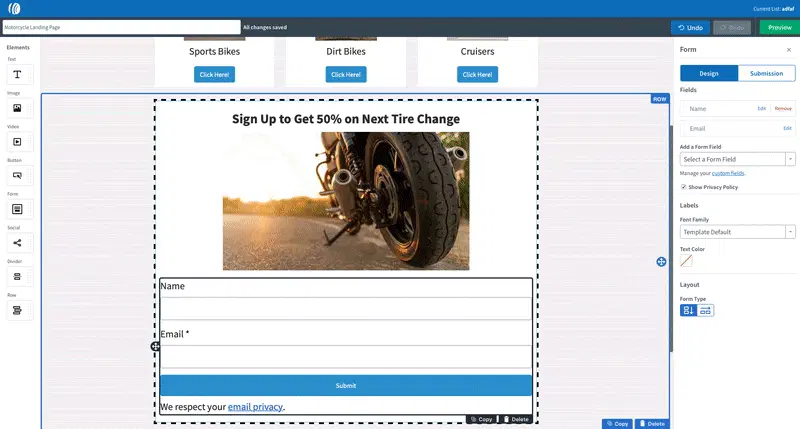 Current List: adfaf
Motorcycle Landing Page
All changes saved
Undo
Redo
Preview
Elements
Text
Image
Video
Button
Form
Social
Divider
Row
Sports Bikes
Dirt Bikes
Cruisers
Click Here!
Click Here!
Click Here!
ROW
Sign Up to Get 50% on Next Tire Change
Name
Email *
Submit
We respect your email privacy.
Copy
Delete
Copy
Delete
Form
Design
Submission
Fields
Name
Edit
Remove
Email
Edit
Add a Form Field
Select a Form Field
Manage your custom fields.
Show Privacy Policy
Labels
Font Family
Template Default
Text Color
Layout
Form Type